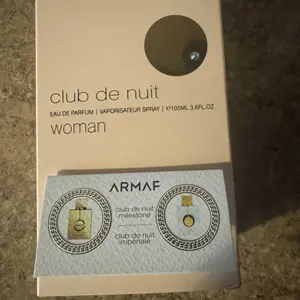 club de nuit
EAU DE PARFUM | VAPORISATEUR SPRAY | ℮105ML 3.6FL.OZ
woman
ARMAF
club de nuit
milestone
club de nuit
impériale